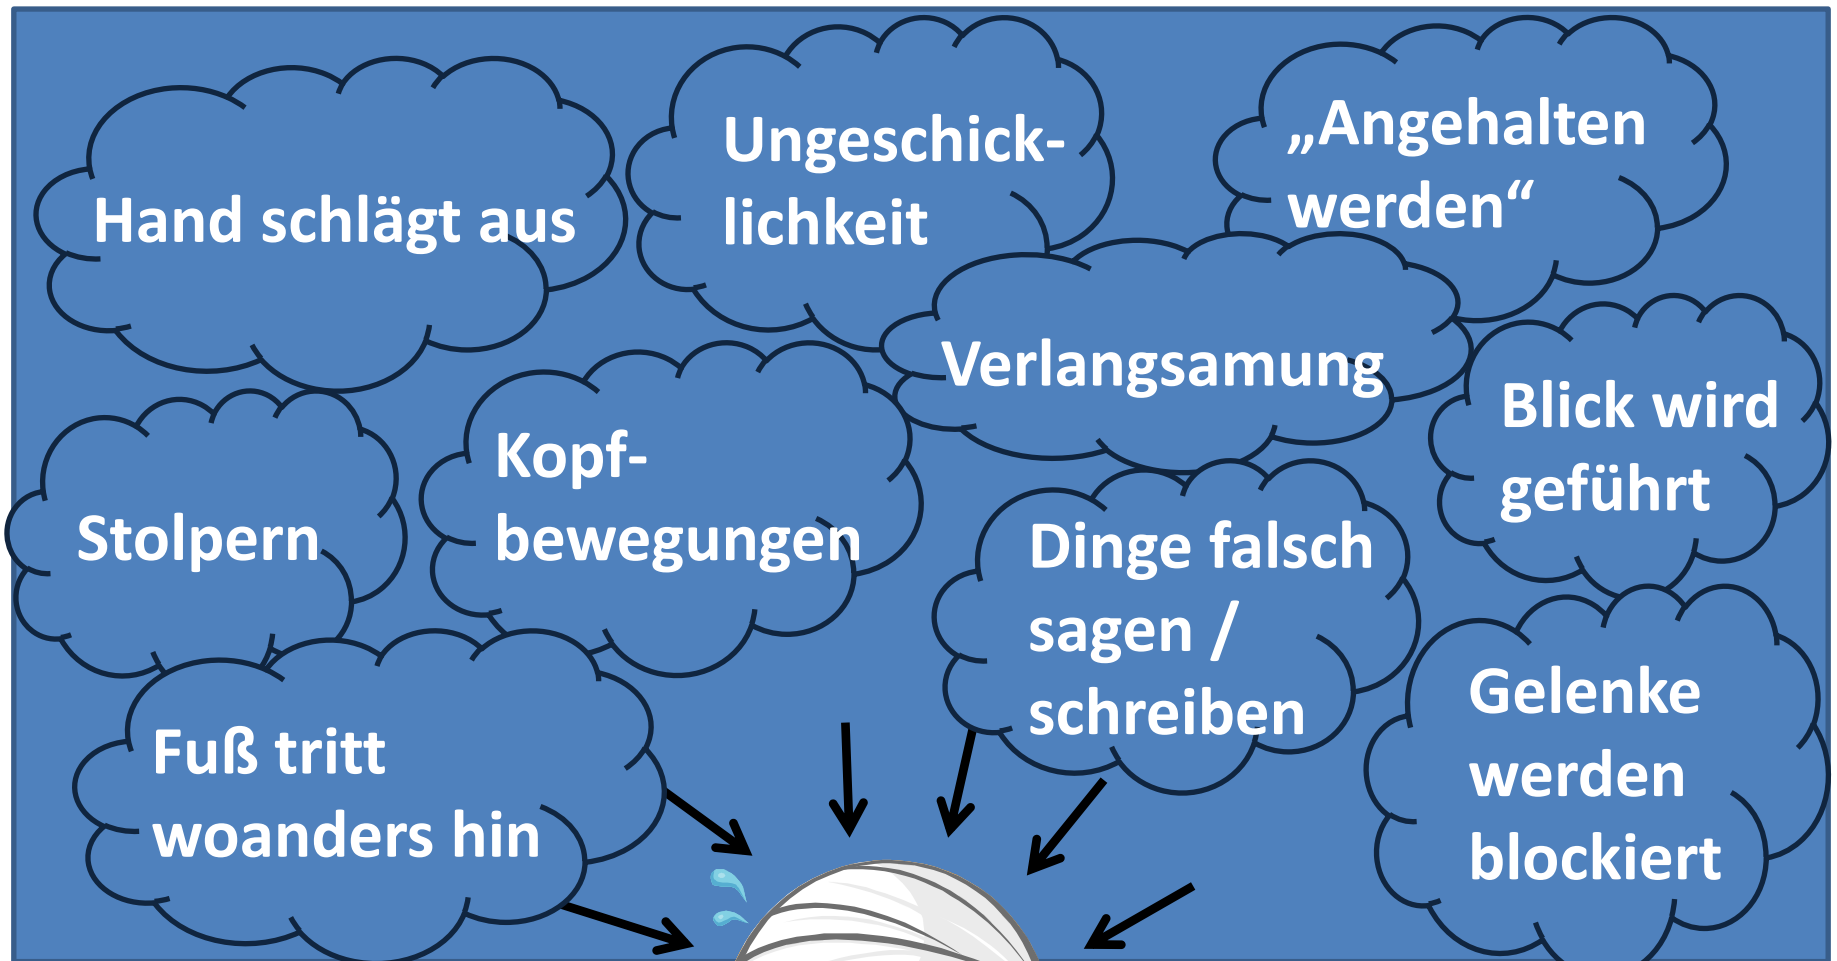 Hand schlägt aus
Ungeschick-
lichkeit
„Angehalten
werden“
Verlangsamung
Blick wird
geführt
Stolpern
Kopf-
bewegungen
Dinge falsch
sagen /
schreiben
Gelenke
werden
blockiert
Fuß tritt
woanders hin